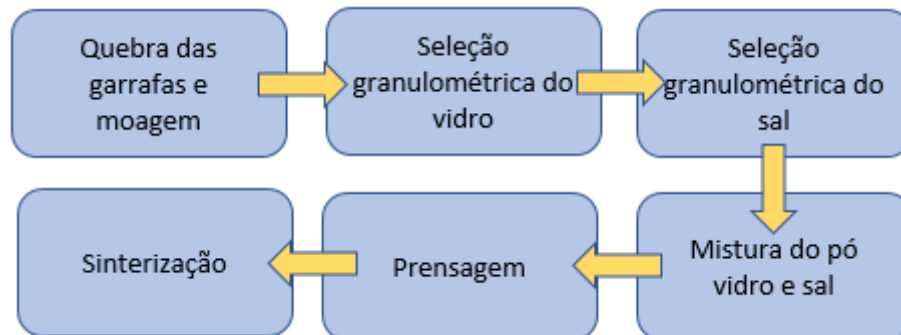 Quebra das
garrafas e
moagem
Seleção
granulométrica do
vidro
Seleção
granulométrica do
sal
Mistura do pó
vidro e sal
Prensagem
Sinterização